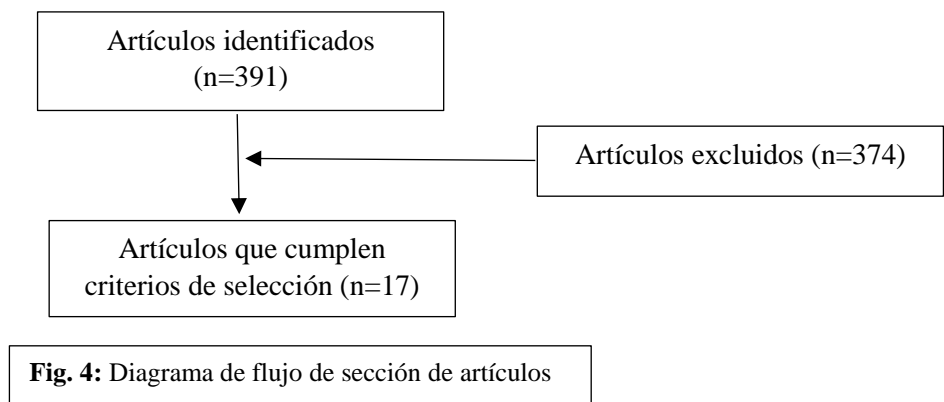 Artículos identificados
(n=391)
Artículos excluidos (n=374)
Artículos que cumplen
criterios de selección (n=17)
Fig. 4: Diagrama de flujo de sección de artículos